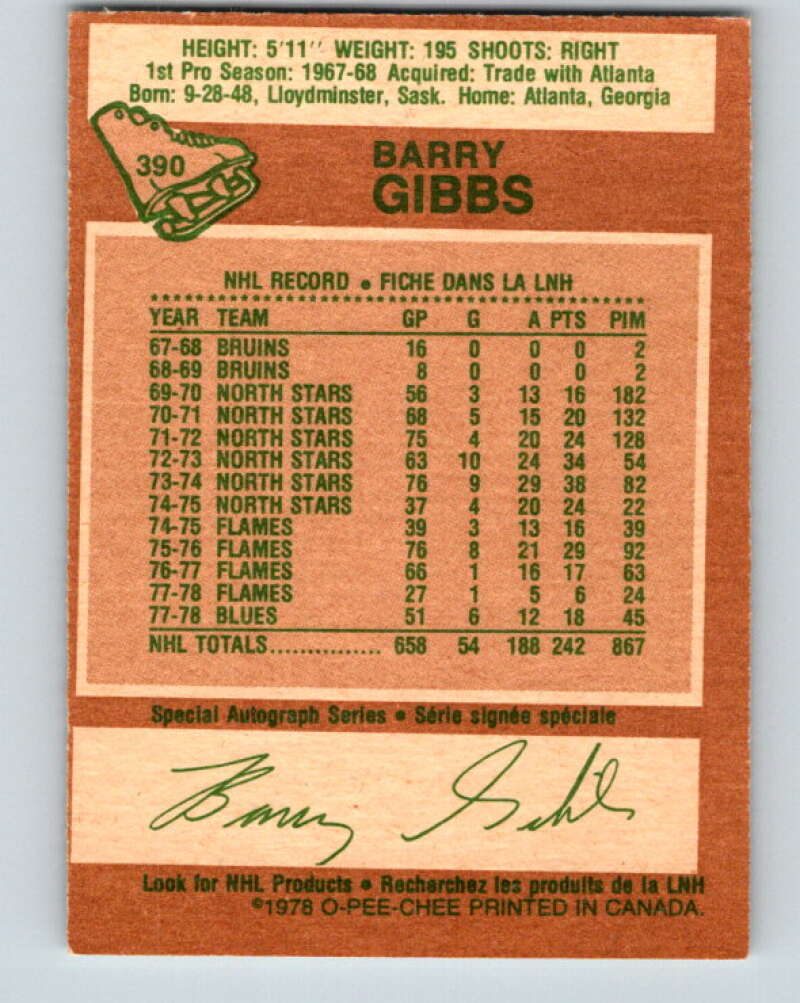 HEIGHT: 5'11'' WEIGHT: 195 SHOOTS: RIGHT
1st Pro Season: 1967-68 Acquired: Trade with Atlanta
Born: 9-28-48, Lloydminster, Sask. Home: Atlanta, Georgia
390
BARRY
GIBBS
NHL RECORD • FICHE DANS LA LNH
YEAR TEAM GP G A PTS PIM
67-68 BRUINS 16 0 0 0 2
68-69 BRUINS 8 0 0 0 2
69-70 NORTH STARS 56 3 13 16 182
70-71 NORTH STARS 68 5 15 20 132
71-72 NORTH STARS 75 4 20 24 128
72-73 NORTH STARS 63 10 24 34 54
73-74 NORTH STARS 76 9 29 38 82
74-75 NORTH STARS 37 4 20 24 22
74-75 FLAMES 39 3 13 16 39
75-76 FLAMES 76 8 21 29 92
76-77 FLAMES 66 1 16 17 63
77-78 FLAMES 27 1 5 6 24
77-78 BLUES 51 6 12 18 45
NHL TOTALS............... 658 54 188 242 867
Special Autograph Series • Série signée spéciale
Barry Gibbs
Look for NHL Products • Recherchez les produits de la LNH
©1978 O-PEE-CHEE PRINTED IN CANADA.